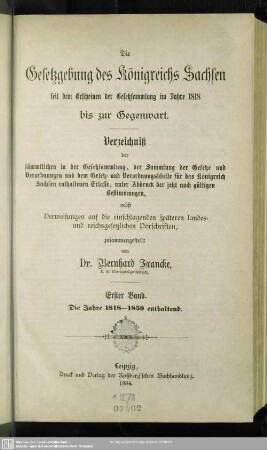 Die
Gesetzgebung des Königreichs Sachsen
seit dem Erscheinen der Gesetzsammlung im Jahre 1818
bis zur Gegenwart.
Verzeichniß
der
sämmtlichen in der Gesetzsammlung, der Sammlung der Gesetze und
Verordnungen und dem Gesetz- und Verordnungsblatte für das Königreich
Sachsen enthaltenen Erlasse, unter Abdruck der jetzt noch gültigen
Bestimmungen,
nebst
Verweisungen auf die einschlagenden späteren landes-
und reichsgesetzlichen Vorschriften,
zusammengestellt
von
Dr. Bernhard Francke,
Erster Band.
Die Jahre 1818–1850 enthaltend.
Leipzig,
Druck und Verlag der Roßberg'schen Buchhandlung.
1884.